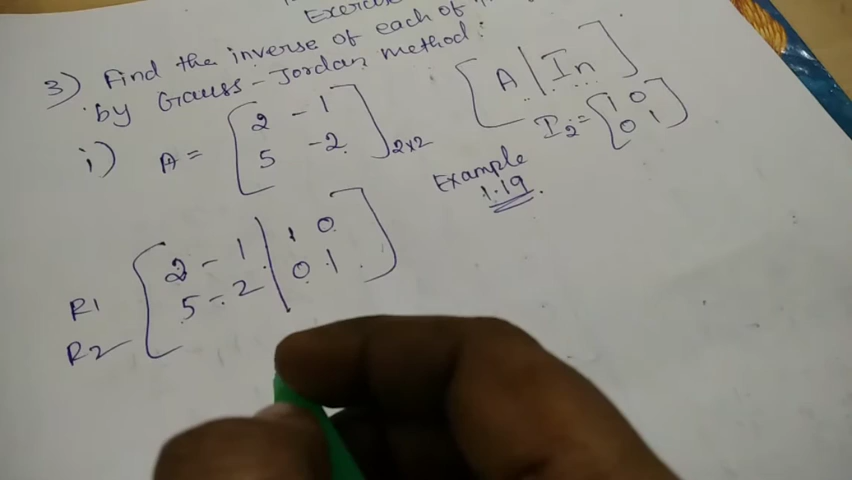 Exercise
3) Find the inverse of each of
by Gauss-Jordan method:
[A | In]
i) A = [2 -1
5 -2]2x2
I2 = [1 0
0 1]
Example
1.19.
R1 [2 -1 | 1 0
R2 5 -2 | 0 1]